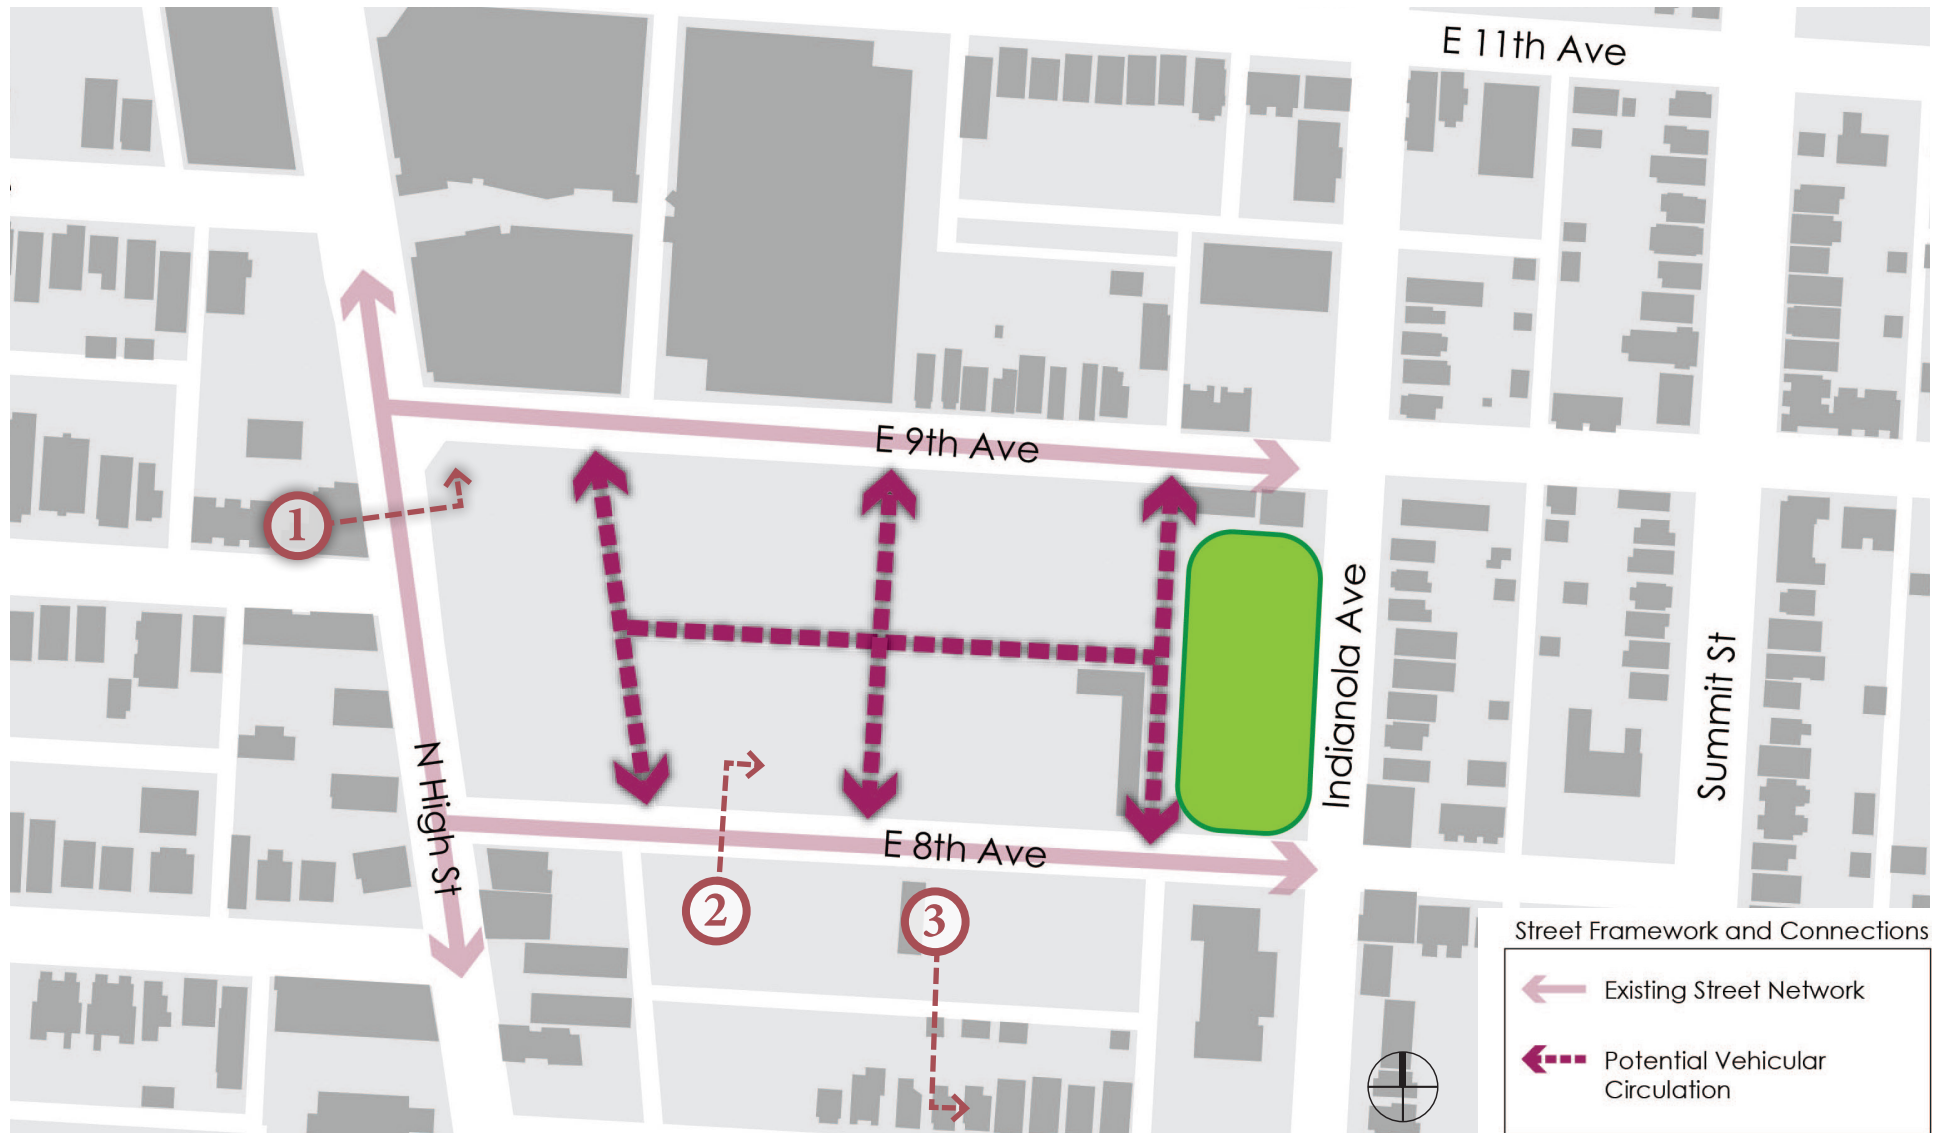 E 11th Ave
E 9th Ave
1
Indianola Ave
Summit St
N High St
E 8th Ave
2
3
Street Framework and Connections
Existing Street Network
Potential Vehicular
Circulation